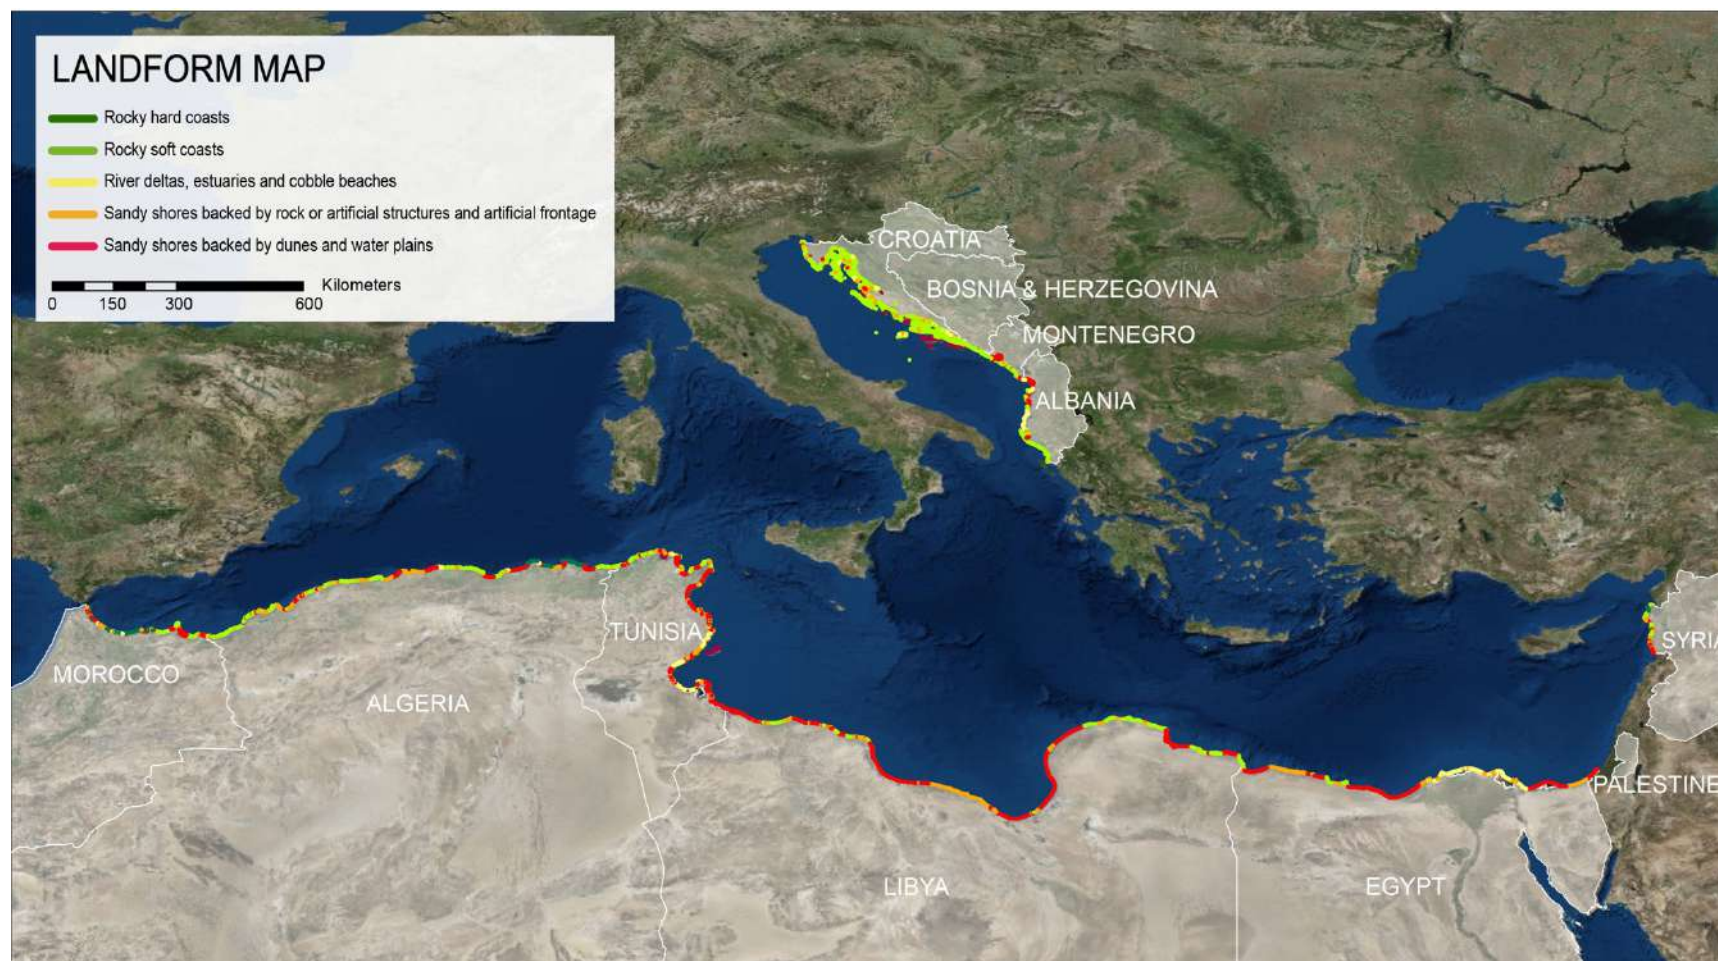 LANDFORM MAP
Rocky hard coasts
Rocky soft coasts
River deltas, estuaries and cobble beaches
Sandy shores backed by rock or artificial structures and artificial frontage
Sandy shores backed by dunes and water plains
Kilometers
0 150 300 600
CROATIA
BOSNIA & HERZEGOVINA
MONTENEGRO
ALBANIA
TUNISIA
SYRIA
MOROCCO
ALGERIA
PALESTINE
LIBYA
EGYPT